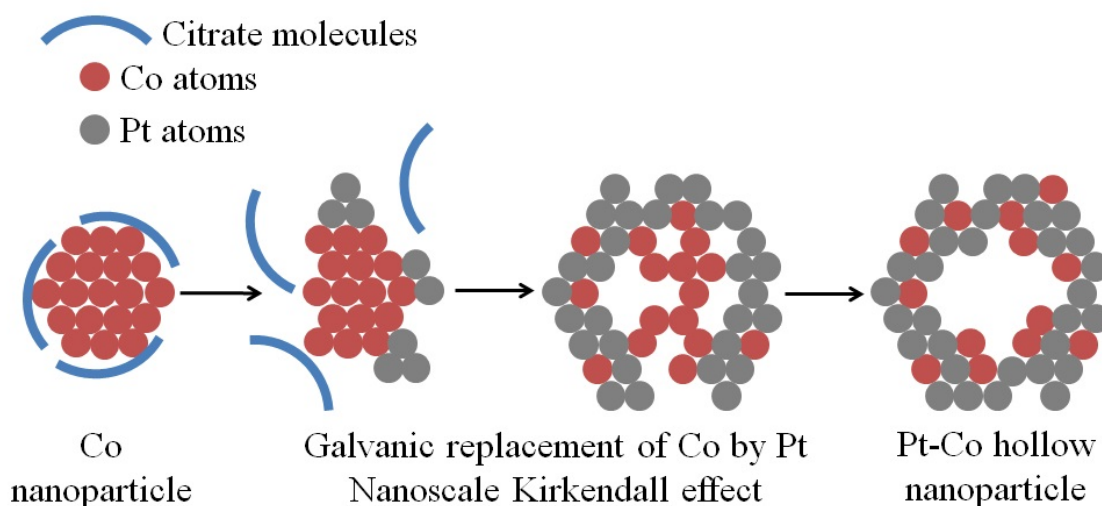 Citrate molecules
Co atoms
Pt atoms
Co
nanoparticle
Galvanic replacement of Co by Pt
Nanoscale Kirkendall effect
Pt-Co hollow
nanoparticle